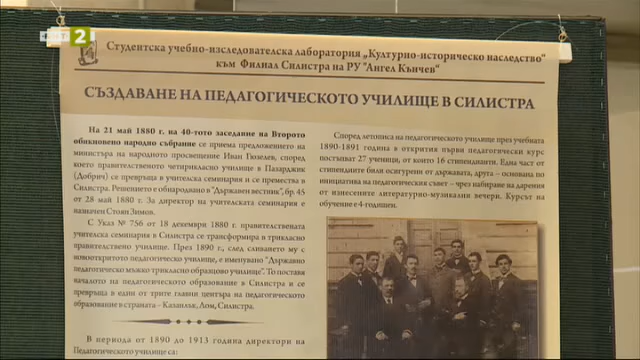 БНТ 2
Студентска учебно-изследователска лаборатория „Културно-историческо наследство“
към Филиал Силистра на РУ "Ангел Кънчев"
СЪЗДАВАНЕ НА ПЕДАГОГИЧЕСКОТО УЧИЛИЩЕ В СИЛИСТРА
На 21 май 1880 г. на 40-тото заседание на Второто
обикновено народно събрание се приема предложението на
министъра на народното просвещение Иван Гюзелев, според
което правителственото четирикласно училище в Пазарджик
(Добрич) се превръща в учителска семинария и се премества в
Силистра. Решението е обнародвано в "Държавен вестник", бр. 45
от 28 май 1880 г. За директор на учителската семинарии е
назначен Стоян Зимов.
С Указ № 756 от 18 декември 1880 г. правителствената
учителска семинария в Силистра се трансформира в трикласно
правителствено училище. През 1890 г., след сливането му с
новооткритото педагогическо училище, е именувано "Държавно
педагогическо мъжко трикласно образцово училище". То поставя
началото на педагогическото образование в Силистра и се
превръща в един от трите главни центъра на педагогическото
образование в страната – Казанлък, Лом, Силистра.
В периода от 1890 до 1913 година директори на
Педагогическото училище са:
Според летописа на педагогическото училище през учебната
1890-1891 година в открития първи педагогически курс
постъпват 27 ученици, от които 16 стипендианти. Една част от
стипендиите били осигурени от държавата, друга – основана по
инициатива на педагогическия съвет – чрез набиране на дарения
от изнесените литературно-музикални вечери. Курсът на
обучение е 4-годишен.